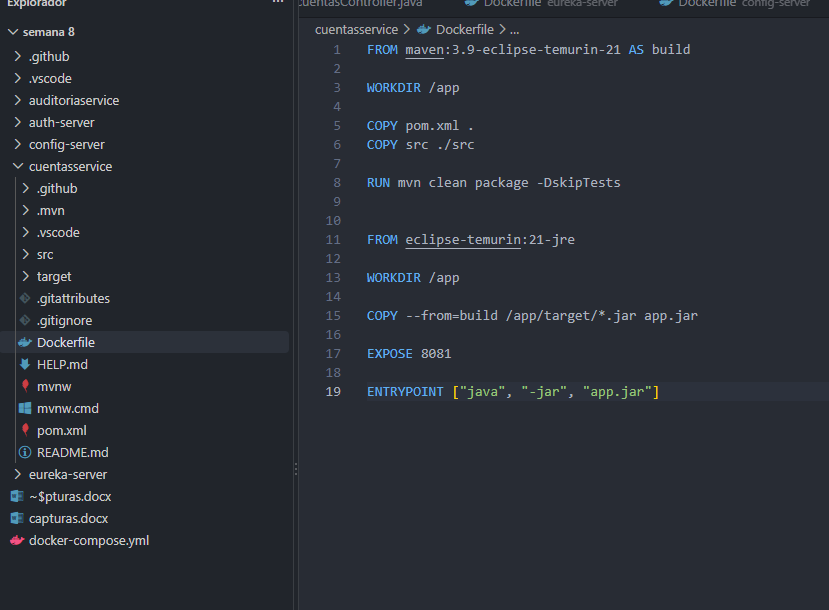 Explorador
...
semana 8
.github
.vscode
auditoriaservice
auth-server
config-server
cuentasservice
.github
.mvn
.vscode
src
target
.gitattributes
.gitignore
Dockerfile
HELP.md
mvnw
mvnw.cmd
pom.xml
README.md
eureka-server
~$pturas.docx
capturas.docx
docker-compose.yml
cuentasController.java Dockerfile eureka-server Dockerfile config-server
cuentasservice > Dockerfile > ...
1 FROM maven:3.9-eclipse-temurin-21 AS build
2
3 WORKDIR /app
4
5 COPY pom.xml .
6 COPY src ./src
7
8 RUN mvn clean package -DskipTests
9
10
11 FROM eclipse-temurin:21-jre
12
13 WORKDIR /app
14
15 COPY --from=build /app/target/*.jar app.jar
16
17 EXPOSE 8081
18
19 ENTRYPOINT ["java", "-jar", "app.jar"]